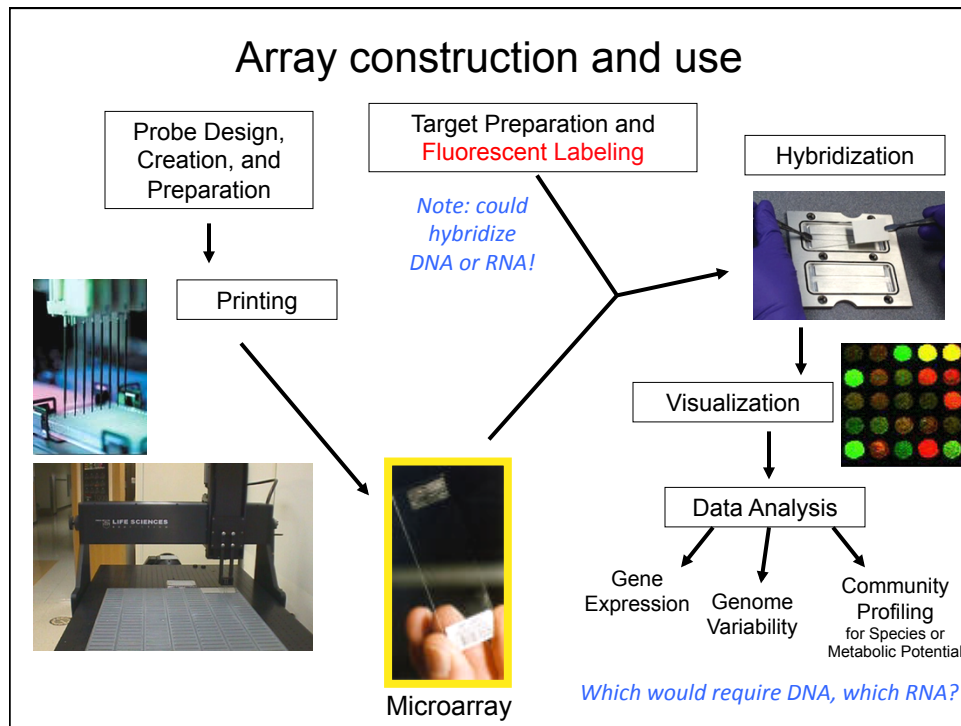 Array construction and use
Probe Design,
Creation, and
Preparation
Target Preparation and
Fluorescent Labeling
Hybridization
Note: could
hybridize
DNA or RNA!
Printing
Visualization
LIFE SCIENCES
Data Analysis
Gene
Expression
Genome
Variability
Community
Profiling
for Species or
Metabolic Potential
Microarray
Which would require DNA, which RNA?